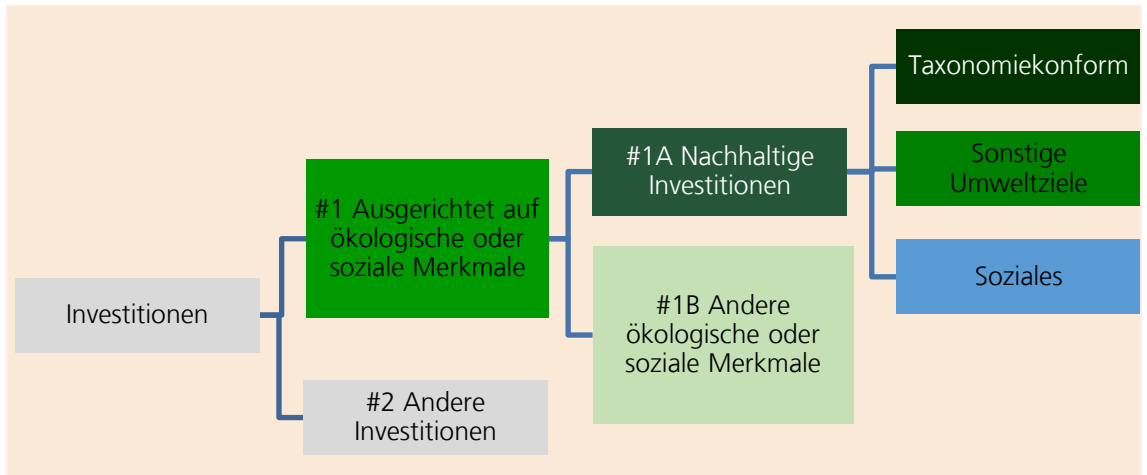 Investitionen
#1 Ausgerichtet auf
ökologische oder
soziale Merkmale
#2 Andere
Investitionen
#1A Nachhaltige
Investitionen
#1B Andere
ökologische oder
soziale Merkmale
Taxonomiekonform
Sonstige
Umweltziele
Soziales